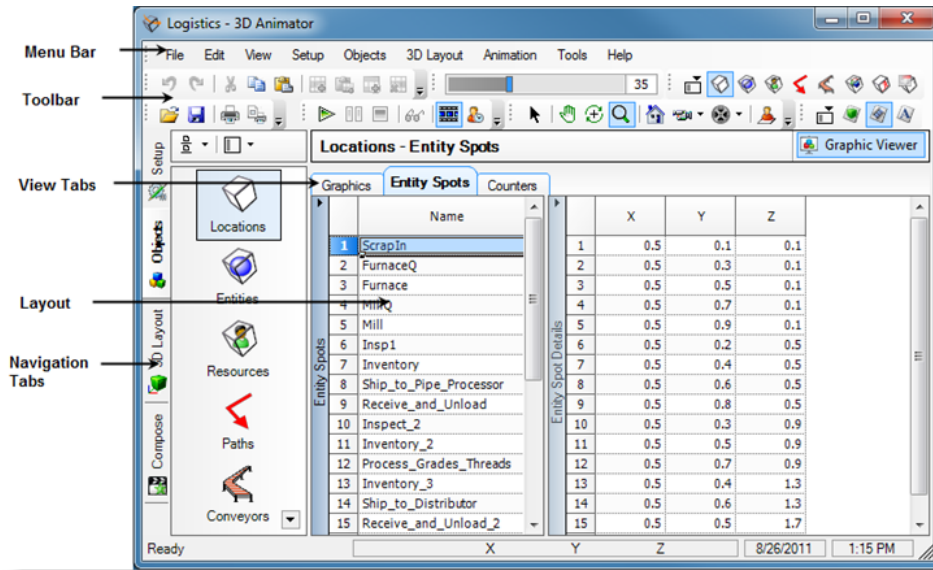 Logistics - 3D Animator
Menu Bar
File Edit View Setup Objects 3D Layout Animation Tools Help
Toolbar
35
Setup
Locations - Entity Spots
Graphic Viewer
View Tabs
Graphics Entity Spots Counters
Locations
Name
X Y Z
1 ScrapIn 1 0.5 0.1 0.1
2 FurnaceQ 2 0.5 0.3 0.1
Objects
Entities
3 Furnace 3 0.5 0.5 0.1
Layout
4 MillQ 4 0.5 0.7 0.1
5 Mill 5 0.5 0.9 0.1
3D Layout
Entity Spots
Entity Spot Details
6 Insp1 6 0.5 0.2 0.5
Navigation
Tabs
Resources
7 Inventory 7 0.5 0.4 0.5
8 Ship_to_Pipe_Processor 8 0.5 0.6 0.5
9 Receive_and_Unload 9 0.5 0.8 0.5
10 Inspect_2 10 0.5 0.3 0.9
Compose
Paths
11 Inventory_2 11 0.5 0.5 0.9
12 Process_Grades_Threads 12 0.5 0.7 0.9
13 Inventory_3 13 0.5 0.4 1.3
14 Ship_to_Distributor 14 0.5 0.6 1.3
Conveyors
15 Receive_and_Unload_2 15 0.5 0.5 1.7
Ready X Y Z 8/26/2011 1:15 PM